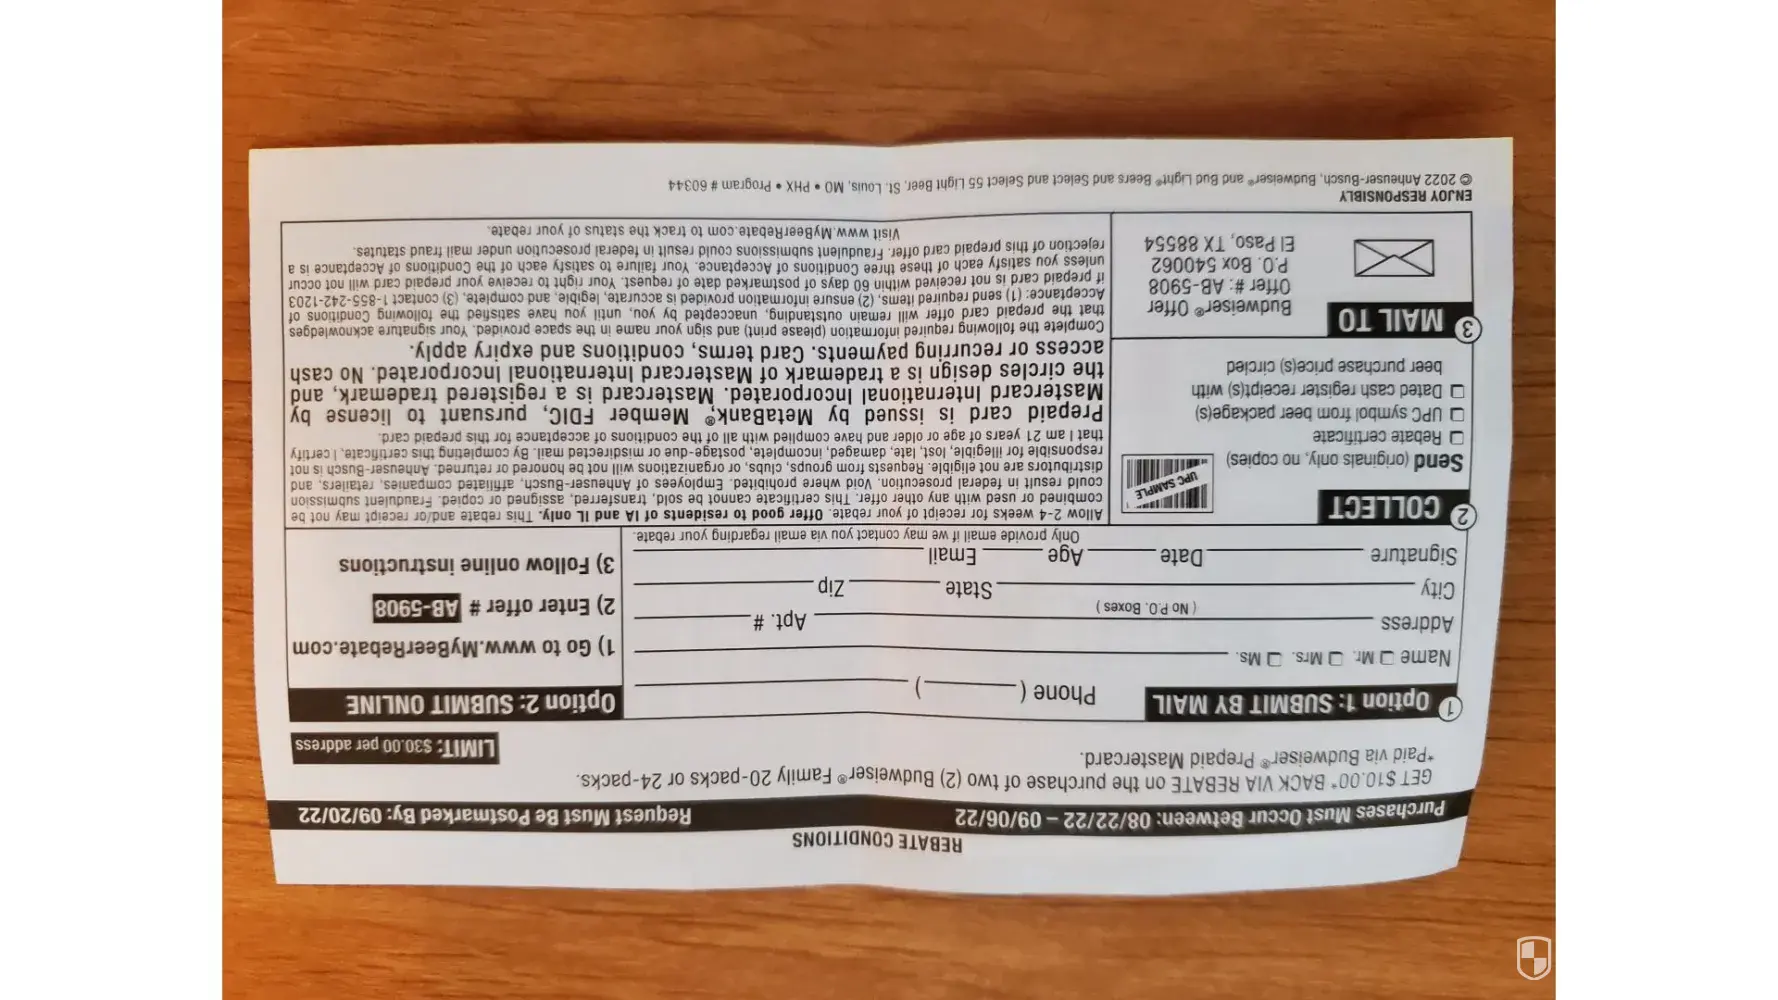 REBATE CONDITIONS
Purchases Must Occur Between: 08/22/22 – 09/06/22 Request Must Be Postmarked By: 09/20/22
GET $10.00* BACK VIA REBATE on the purchase of two (2) Budweiser® Family 20-packs or 24-packs.
*Paid via Budweiser® Prepaid Mastercard.
LIMIT: $30.00 per address
1 Option 1: SUBMIT BY MAIL
Phone ( )
Name ☐ Mr. ☐ Mrs. ☐ Ms.
Address Apt. #
( No P.O. Boxes )
City State Zip
Signature Date Age Email
Only provide email if we may contact you via email regarding your rebate.
Option 2: SUBMIT ONLINE
1) Go to www.MyBeerRebate.com
2) Enter offer # AB-5908
3) Follow online instructions
2 COLLECT
Send (originals only, no copies)
☐ Rebate certificate
☐ UPC symbol from beer package(s)
☐ Dated cash register receipt(s) with
beer purchase price(s) circled
UPC SAMPLE
3 MAIL TO
Budweiser® Offer
Offer #: AB-5908
P.O. Box 540062
El Paso, TX 88554
Allow 2-4 weeks for receipt of your rebate. Offer good to residents of IA and IL only. This rebate and/or receipt may not be
combined or used with any other offer. This certificate cannot be sold, transferred, assigned or copied. Fraudulent submission
could result in federal prosecution. Void where prohibited. Employees of Anheuser-Busch, affiliated companies, retailers, and
distributors are not eligible. Requests from groups, clubs, or organizations will not be honored or returned. Anheuser-Busch is not
responsible for illegible, lost, late, damaged, incomplete, postage-due or misdirected mail. By completing this certificate, I certify
that I am 21 years of age or older and have complied with all of the conditions of acceptance for this prepaid card.
Prepaid card is issued by MetaBank®, Member FDIC, pursuant to license by
Mastercard International Incorporated. Mastercard is a registered trademark, and
the circles design is a trademark of Mastercard International Incorporated. No cash
access or recurring payments. Card terms, conditions and expiry apply.
Complete the following required information (please print) and sign your name in the space provided. Your signature acknowledges
that the prepaid card offer will remain outstanding, unaccepted by you, until you have satisfied the following Conditions of
Acceptance: (1) send required items, (2) ensure information provided is accurate, legible, and complete, (3) contact 1-855-242-1203
if prepaid card is not received within 60 days of postmarked date of request. Your right to receive your prepaid card will not occur
unless you satisfy each of these three Conditions of Acceptance. Your failure to satisfy each of the Conditions of Acceptance is a
rejection of this prepaid card offer. Fraudulent submissions could result in federal prosecution under mail fraud statutes.
Visit www.MyBeerRebate.com to track the status of your rebate.
ENJOY RESPONSIBLY
© 2022 Anheuser-Busch, Budweiser® and Bud Light® Beers and Select and Select 55 Light Beer, St. Louis, MO • PHX • Program # 60344